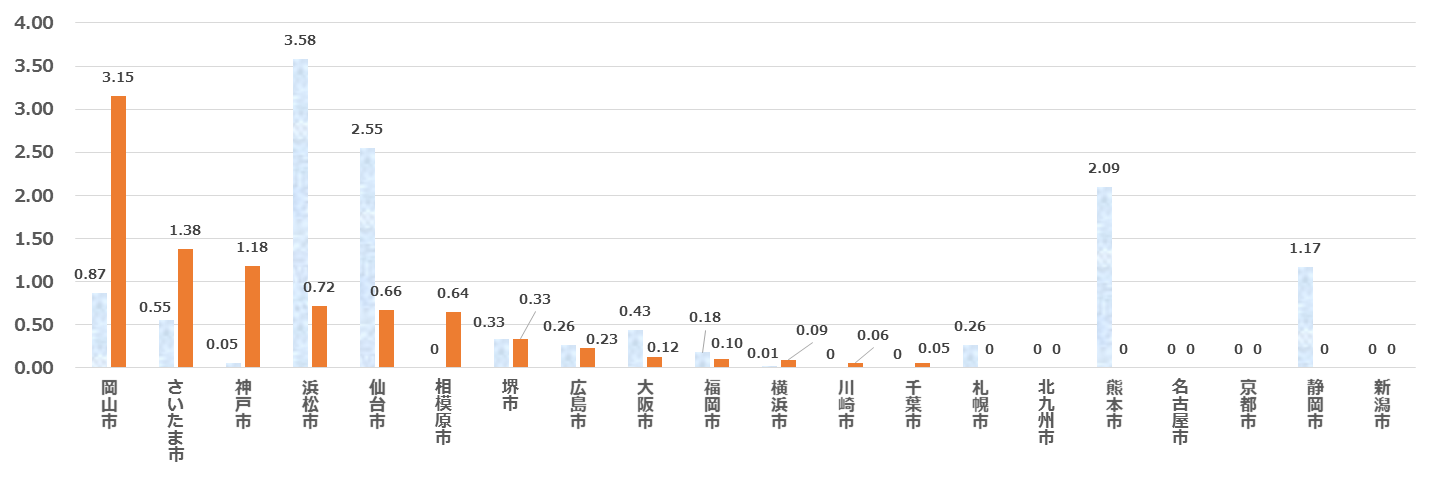 4.00
3.50
3.00
2.50
2.00
1.50
1.00
0.50
0.00
0.87
3.15
0.55
1.38
0.05
1.18
3.58
0.72
2.55
0.66
0
0.64
0.33
0.33
0.26
0.23
0.43
0.12
0.18
0.10
0.01
0.09
0
0.06
0
0.05
0.26
0
0
0
2.09
0
0
0
0
0
1.17
0
0
0
岡山市
さいたま市
神戸市
浜松市
仙台市
相模原市
堺市
広島市
大阪市
福岡市
横浜市
川崎市
千葉市
札幌市
北九州市
熊本市
名古屋市
京都市
静岡市
新潟市